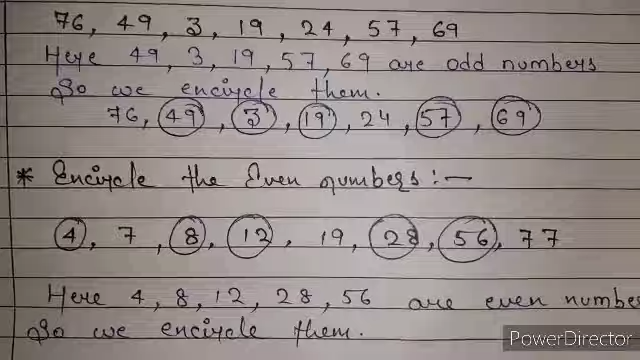 76, 49, 3, 19, 24, 57, 69
Here 49, 3, 19, 57, 69 are odd numbers
So we encircle them.
76, 49, 3, 19, 24, 57, 69
* Encircle the Even numbers:-
4, 7, 8, 12, 19, 28, 56, 77
Here 4, 8, 12, 28, 56 are even numbe
So we encircle them.
PowerDirector